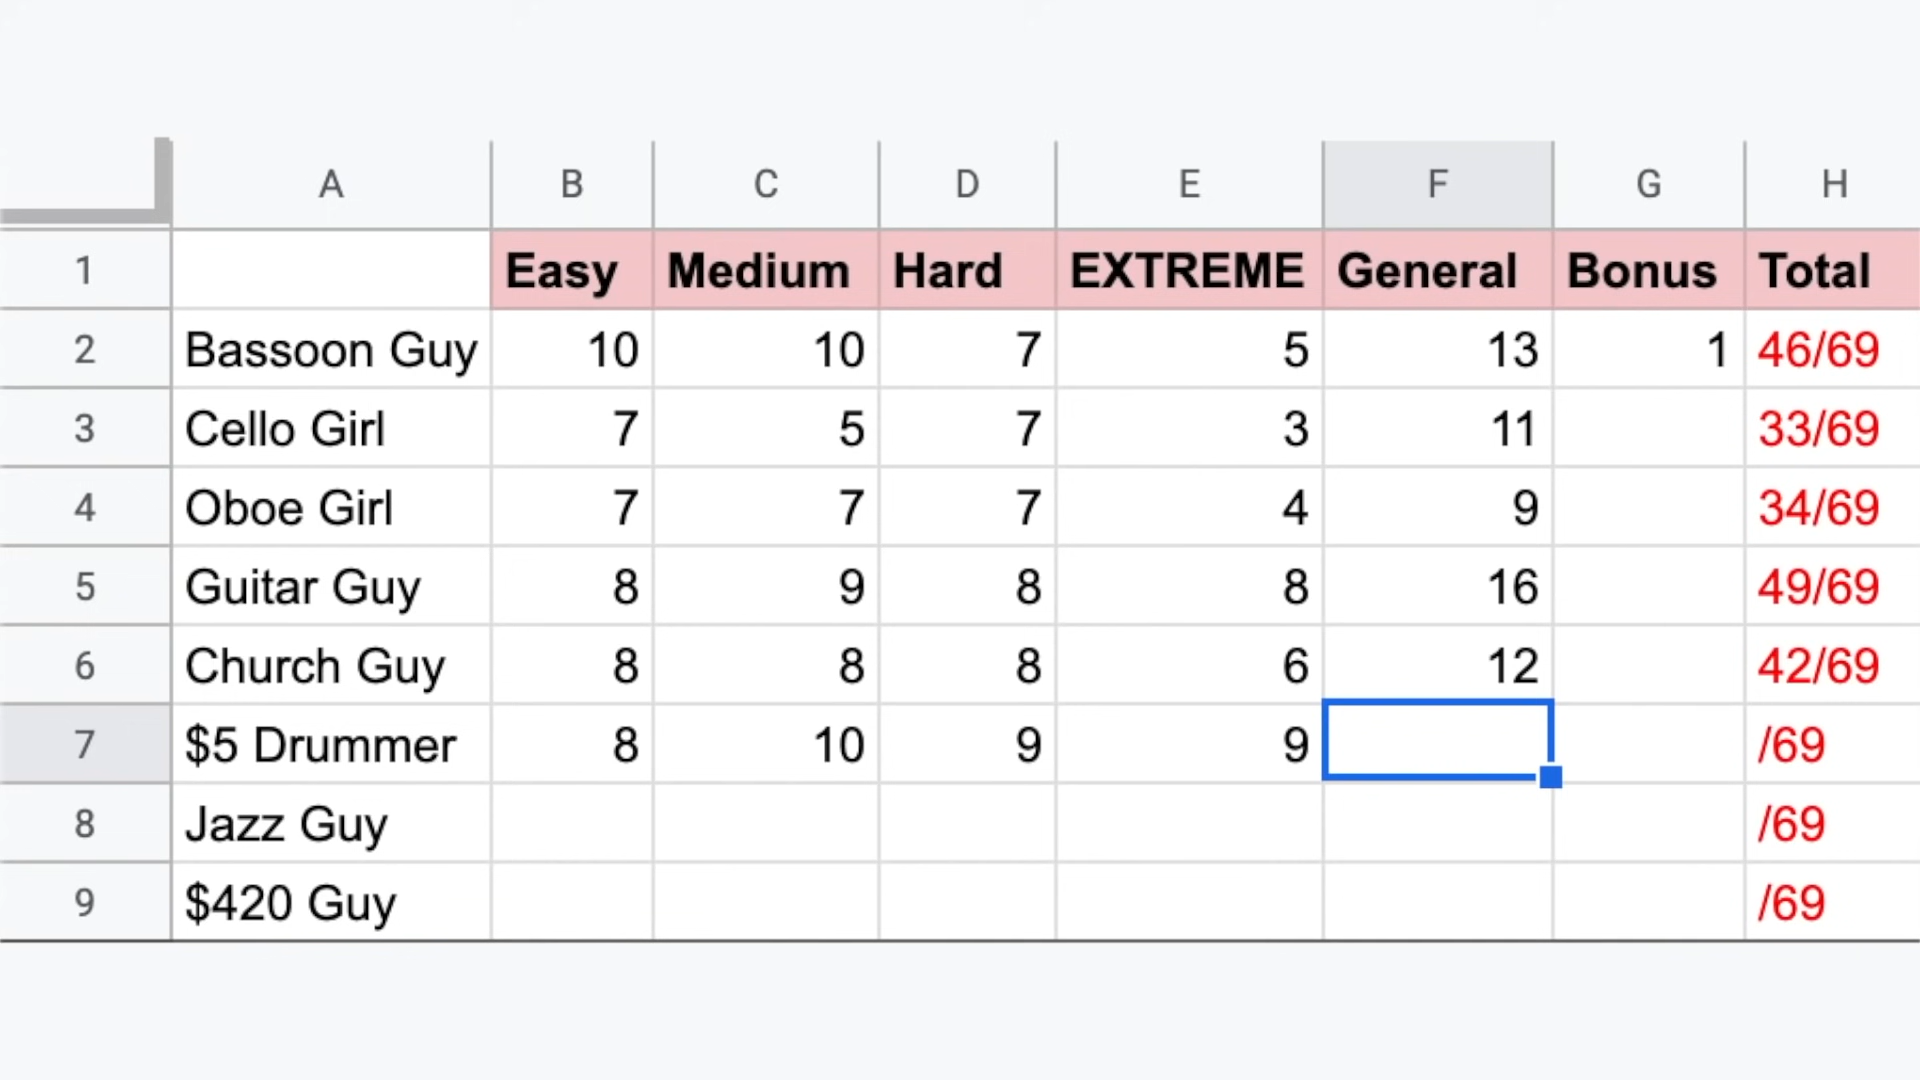 A B C D E F G H
1 Easy Medium Hard EXTREME General Bonus Total
2 Bassoon Guy 10 10 7 5 13 1 46/69
3 Cello Girl 7 5 7 3 11 33/69
4 Oboe Girl 7 7 7 4 9 34/69
5 Guitar Guy 8 9 8 8 16 49/69
6 Church Guy 8 8 8 6 12 42/69
7 $5 Drummer 8 10 9 9 /69
8 Jazz Guy /69
9 $420 Guy /69